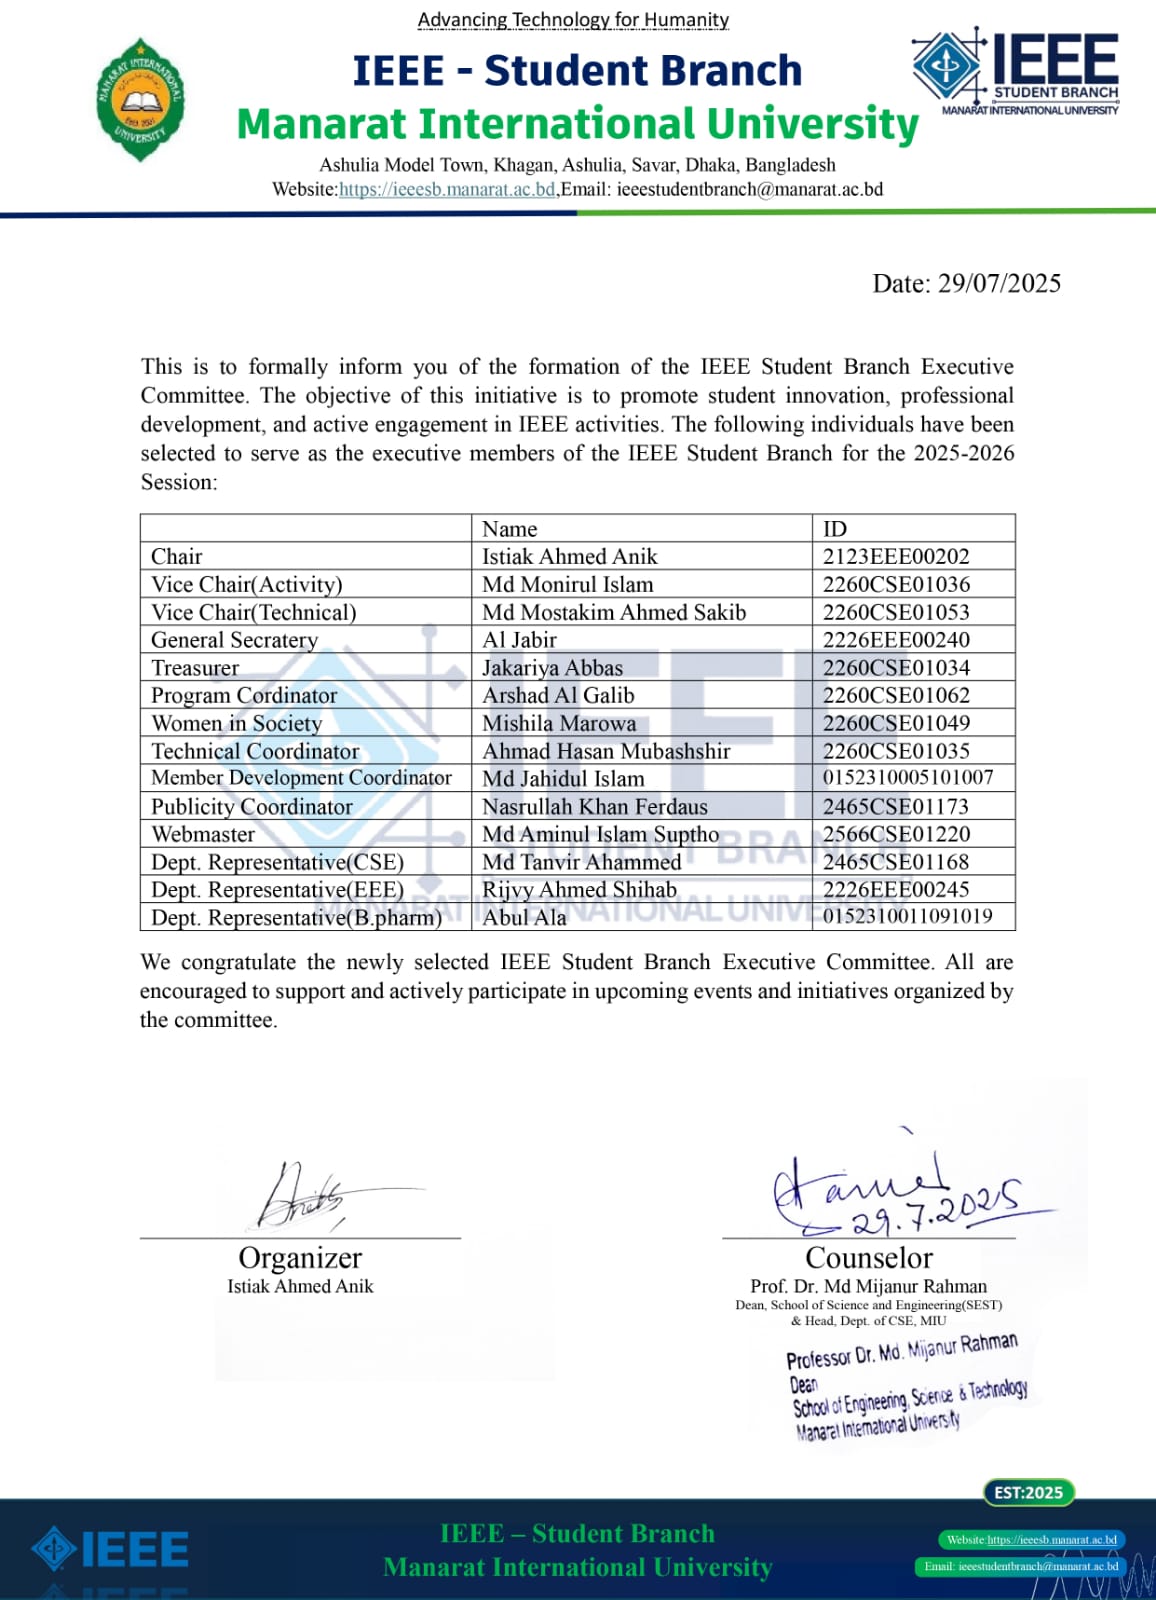 Advancing Technology for Humanity
IEEE - Student Branch
Manarat International University
Ashulia Model Town, Khagan, Ashulia, Savar, Dhaka, Bangladesh
Website:https://ieeesb.manarat.ac.bd,Email: ieeestudentbranch@manarat.ac.bd
MANARAT INTERNATIONAL
UNIVERSITY
IEEE
STUDENT BRANCH
MANARAT INTERNATIONAL UNIVERSITY
Date: 29/07/2025
This is to formally inform you of the formation of the IEEE Student Branch Executive
Committee. The objective of this initiative is to promote student innovation, professional
development, and active engagement in IEEE activities. The following individuals have been
selected to serve as the executive members of the IEEE Student Branch for the 2025-2026
Session:
Name ID
Chair Istiak Ahmed Anik 2123EEE00202
Vice Chair(Activity) Md Monirul Islam 2260CSE01036
Vice Chair(Technical) Md Mostakim Ahmed Sakib 2260CSE01053
General Secratery Al Jabir 2226EEE00240
Treasurer Jakariya Abbas 2260CSE01034
Program Cordinator Arshad Al Galib 2260CSE01062
Women in Society Mishila Marowa 2260CSE01049
Technical Coordinator Ahmad Hasan Mubashshir 2260CSE01035
Member Development Coordinator Md Jahidul Islam 0152310005101007
Publicity Coordinator Nasrullah Khan Ferdaus 2465CSE01173
Webmaster Md Aminul Islam Suptho 2566CSE01220
Dept. Representative(CSE) Md Tanvir Ahammed 2465CSE01168
Dept. Representative(EEE) Rijvy Ahmed Shihab 2226EEE00245
Dept. Representative(B.pharm) Abul Ala 0152310011091019
IEEE
STUDENT BRANCH
MANARAT INTERNATIONAL UNIVERSITY
We congratulate the newly selected IEEE Student Branch Executive Committee. All are
encouraged to support and actively participate in upcoming events and initiatives organized by
the committee.
29.7.2025
Organizer
Istiak Ahmed Anik
Counselor
Prof. Dr. Md Mijanur Rahman
Dean, School of Science and Engineering(SEST)
& Head, Dept. of CSE, MIU
Professor Dr. Md. Mijanur Rahman
Dean
School of Engineering, Science & Technology
Manarat International University
EST:2025
IEEE
IEEE – Student Branch
Manarat International University
Website:https://ieeesb.manarat.ac.bd
Email: ieeestudentbranch@manarat.ac.bd